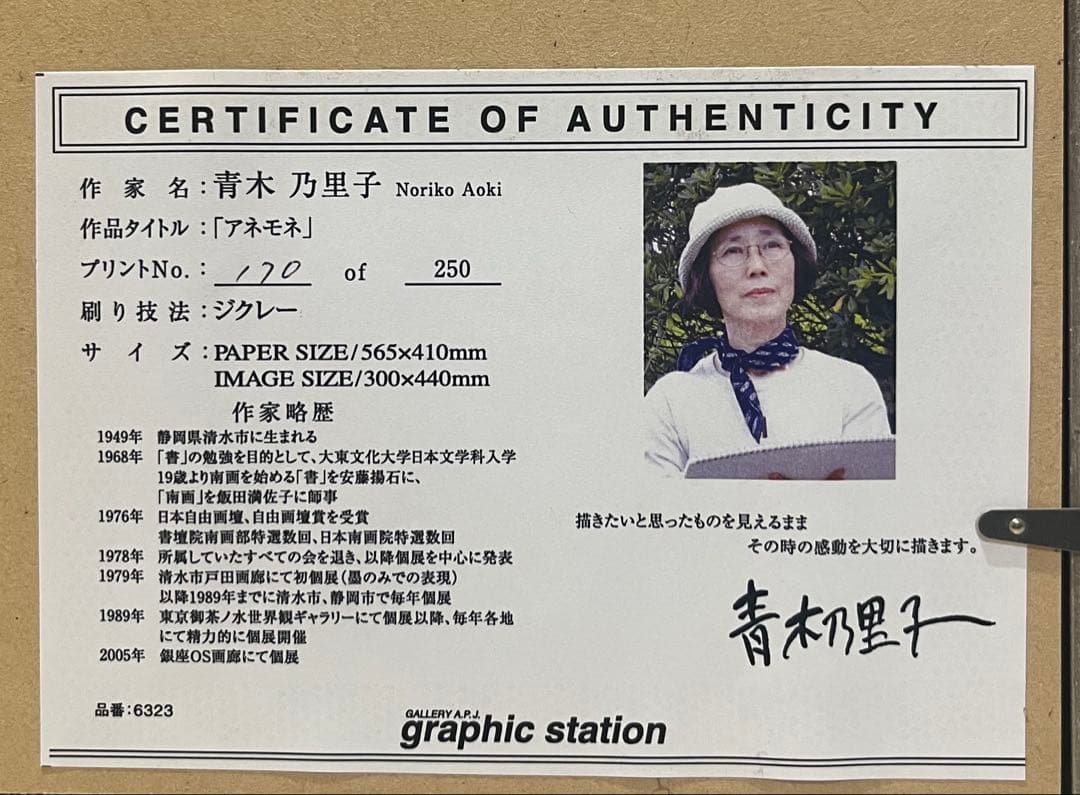 CERTIFICATE OF AUTHENTICITY
作家名：青木 乃里子 Noriko Aoki
作品タイトル：「アネモネ」
プリントNo.： 170 of 250
刷り技法：ジクレー
サイズ：PAPER SIZE/565×410mm
IMAGE SIZE/300×440mm
作家略歴
1949年 静岡県清水市に生まれる
1968年 「書」の勉強を目的として、大東文化大学日本文学科入学
19歳より南画を始める「書」を安藤揚石に、
「南画」を飯田満佐子に師事
1976年 日本自由画壇、自由画壇賞を受賞
書壇院南画部特選数回、日本南画院特選数回
1978年 所属していたすべての会を退き、以降個展を中心に発表
1979年 清水市戸田画廊にて初個展（墨のみでの表現）
以降1989年までに清水市、静岡市で毎年個展
1989年 東京御茶ノ水世界観ギャラリーにて個展以降、毎年各地
にて精力的に個展開催
2005年 銀座OS画廊にて個展
描きたいと思ったものを見えるまま
その時の感動を大切に描きます。
青木乃里子
品番：6323
GALLERY A.P.J.
graphic station